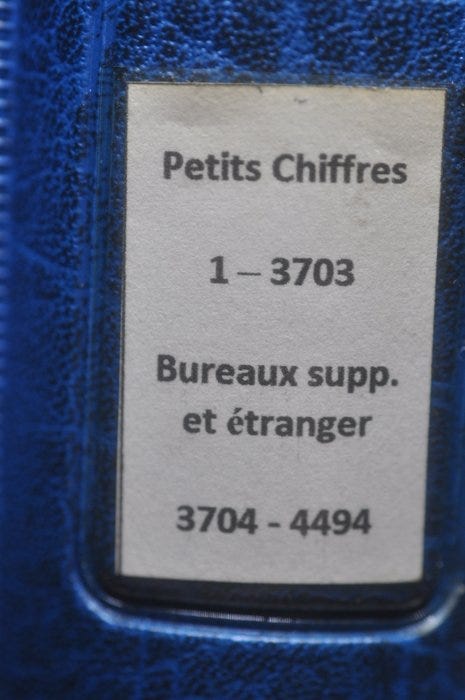 Petits Chiffres
1 – 3703
Bureaux supp.
et étranger
3704 - 4494